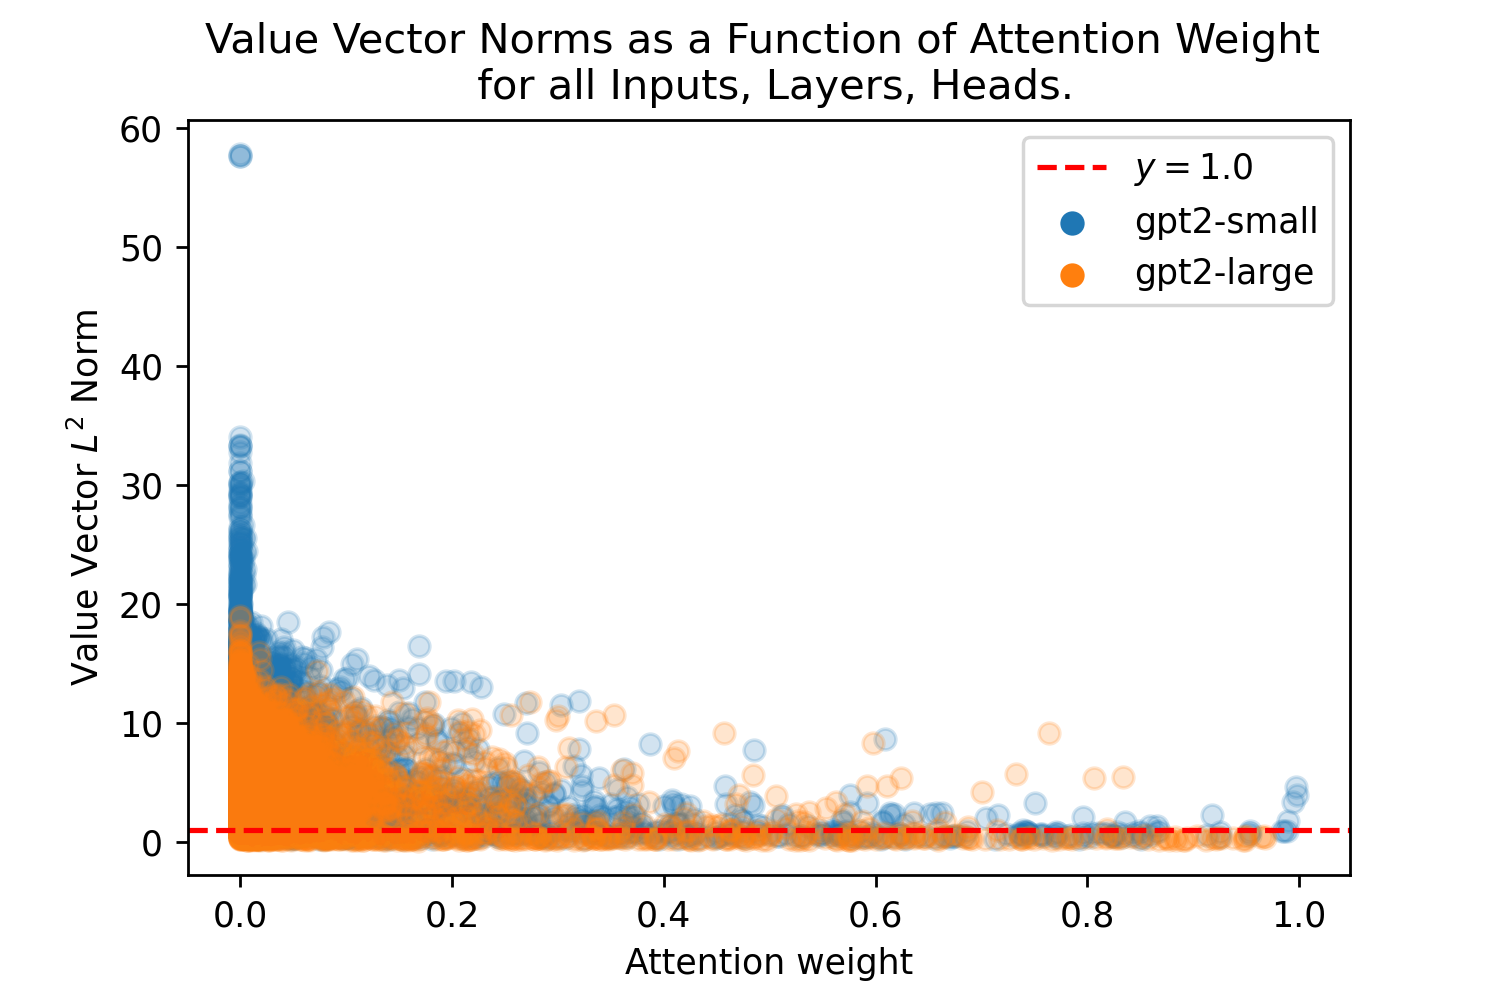 Value Vector Norms as a Function of Attention Weight
for all Inputs, Layers, Heads.
60
50
40
30
20
10
0
Value Vector L² Norm
y = 1.0
gpt2-small
gpt2-large
0.0 0.2 0.4 0.6 0.8 1.0
Attention weight